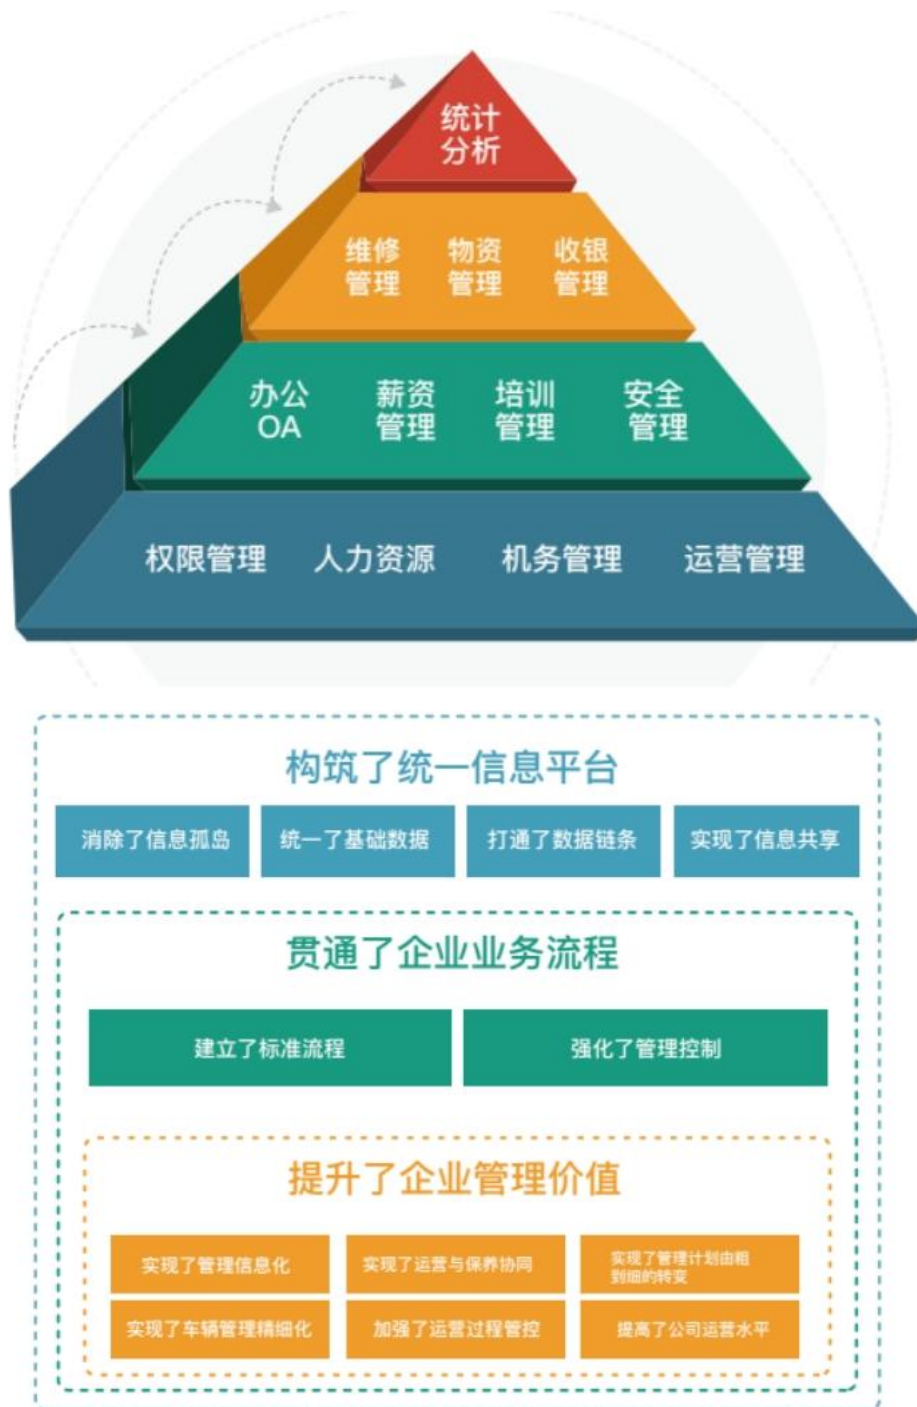 统计
分析
维修 物资 收银
管理 管理 管理
办公 薪资 培训 安全
OA 管理 管理 管理
权限管理 人力资源 机务管理 运营管理
构筑了统一信息平台
消除了信息孤岛 统一了基础数据 打通了数据链条 实现了信息共享
贯通了企业业务流程
建立了标准流程 强化了管理控制
提升了企业管理价值
实现了管理信息化 实现了运营与保养协同 实现了管理计划由粗
到细的转变
实现了车辆管理精细化 加强了运营过程管控 提高了公司运营水平